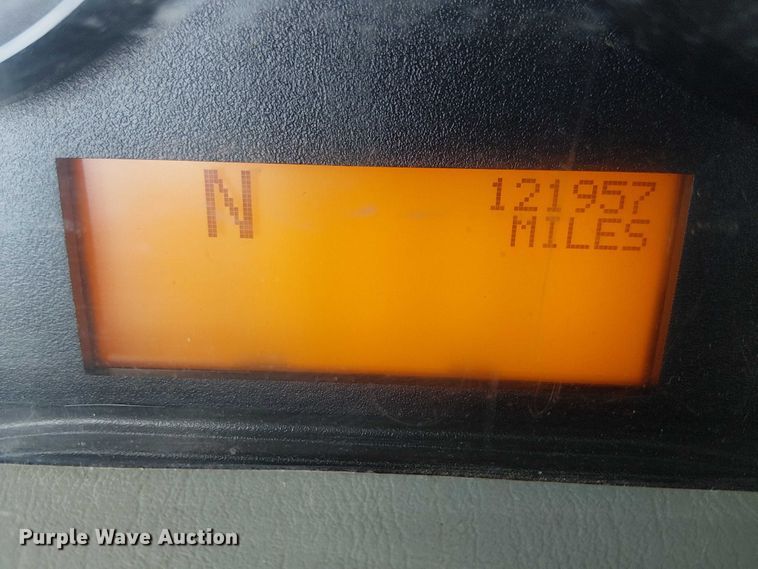 N 121957
MILES
Purple Wave Auction